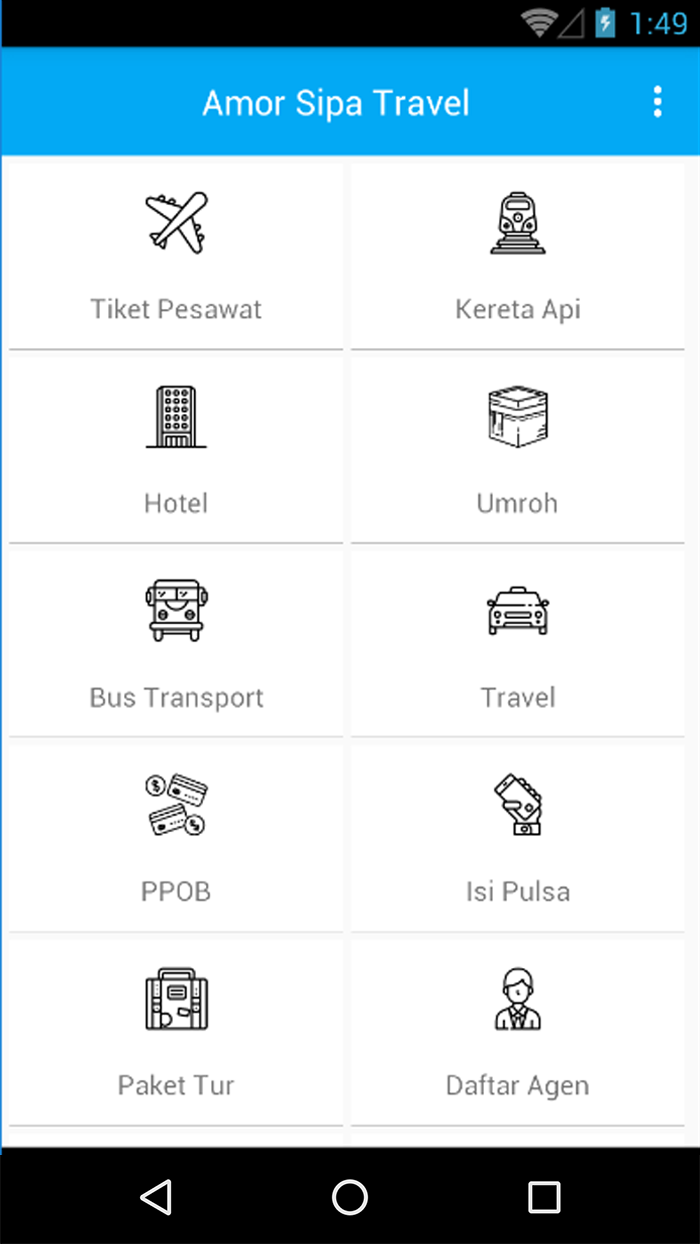 1:49
Amor Sipa Travel
Tiket Pesawat
Kereta Api
Hotel
Umroh
Bus Transport
Travel
PPOB
Isi Pulsa
Paket Tur
Daftar Agen